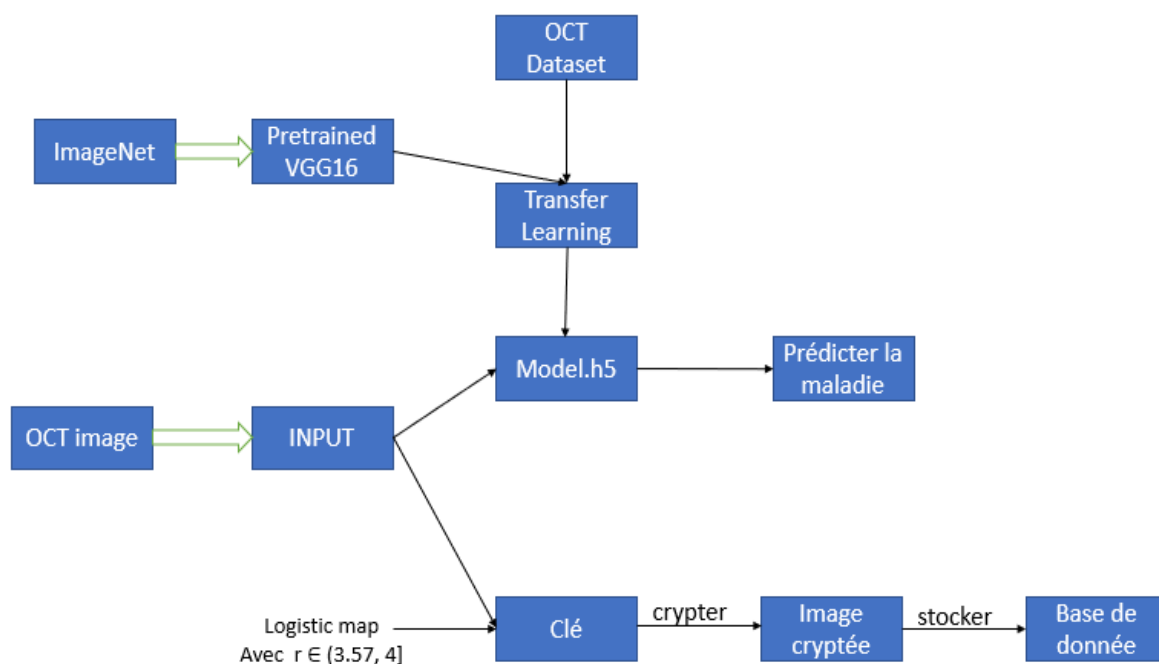 OCT
Dataset
ImageNet
Pretrained
VGG16
Transfer
Learning
Model.h5
Prédicter la
maladie
OCT image
INPUT
Logistic map
Avec r ∈ (3.57, 4]
Clé
crypter
Image
cryptée
stocker
Base de
donnée